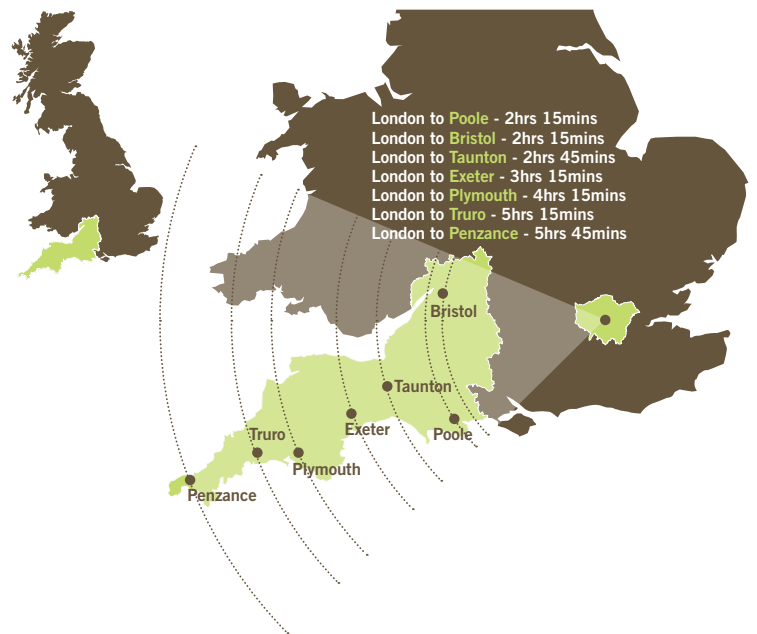 London to Poole - 2hrs 15mins
London to Bristol - 2hrs 15mins
London to Taunton - 2hrs 45mins
London to Exeter - 3hrs 15mins
London to Plymouth - 4hrs 15mins
London to Truro - 5hrs 15mins
London to Penzance - 5hrs 45mins
Bristol
Taunton
Exeter
Poole
Truro
Plymouth
Penzance